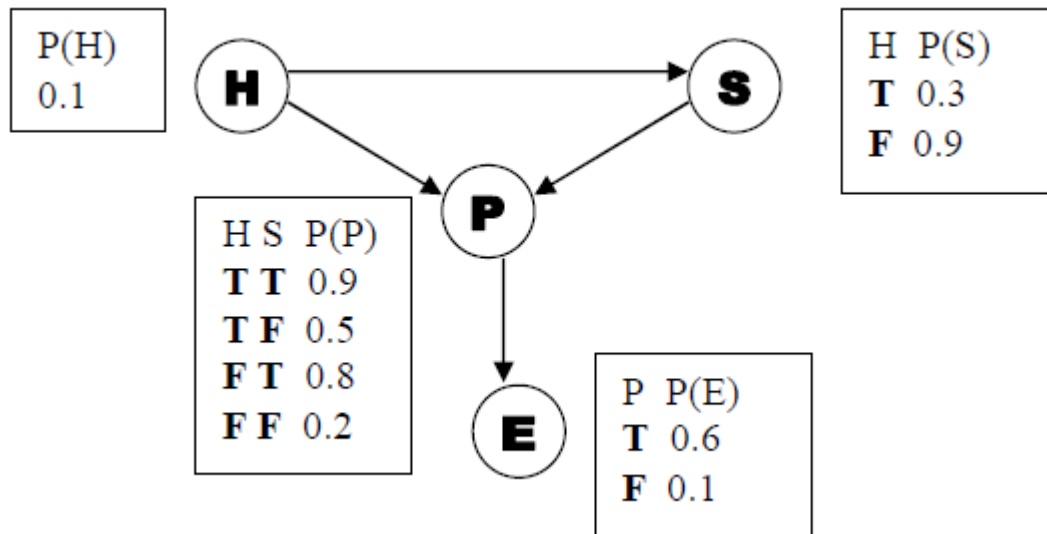 P(H)
0.1
H
S
H P(S)
T 0.3
F 0.9
P
H S P(P)
T T 0.9
T F 0.5
F T 0.8
F F 0.2
E
P P(E)
T 0.6
F 0.1